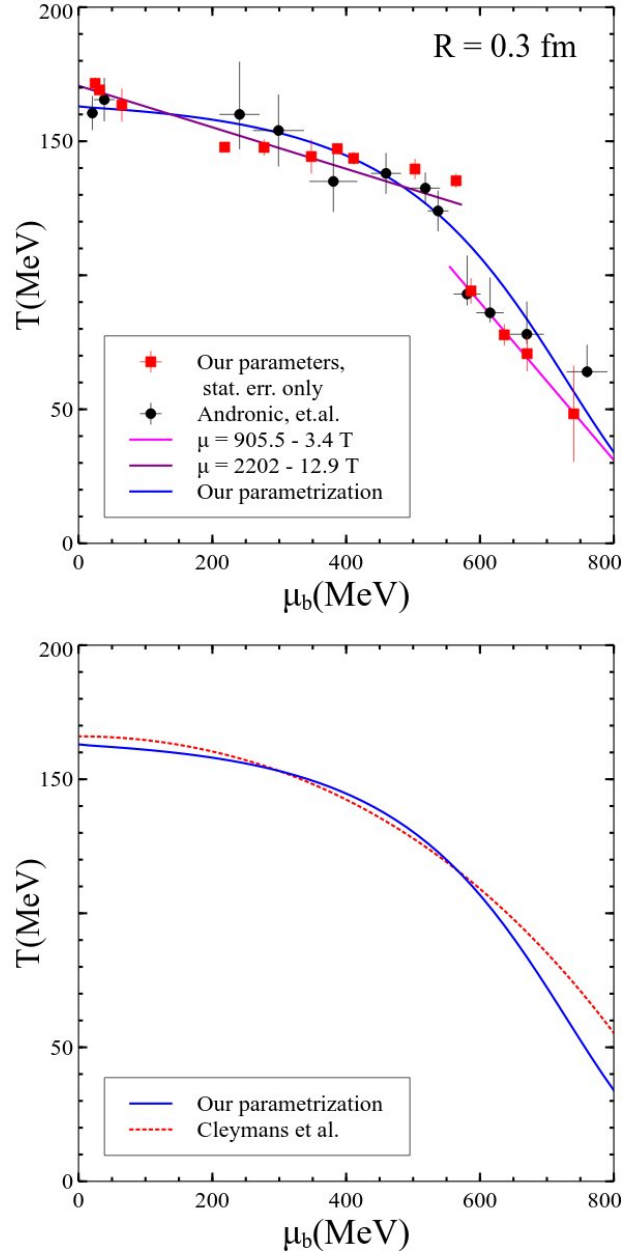 200
R = 0.3 fm
150
T(MeV)
100
Our parameters,
stat. err. only
Andronic, et.al.
μ = 905.5 - 3.4 T
μ = 2202 - 12.9 T
Our parametrization
50
0
0 200 400 600 800
μb(MeV)
200
150
T(MeV)
100
Our parametrization
Cleymans et al.
50
0
0 200 400 600 800
μb(MeV)